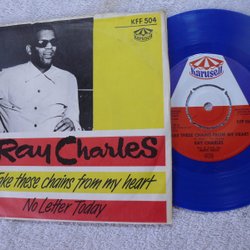 KFF 504
Karusell
Ray Charles
ake these chains from my heart
No Letter Today
Karusell
TAKE THESE CHAINS FROM MY HEART
RAY CHARLES